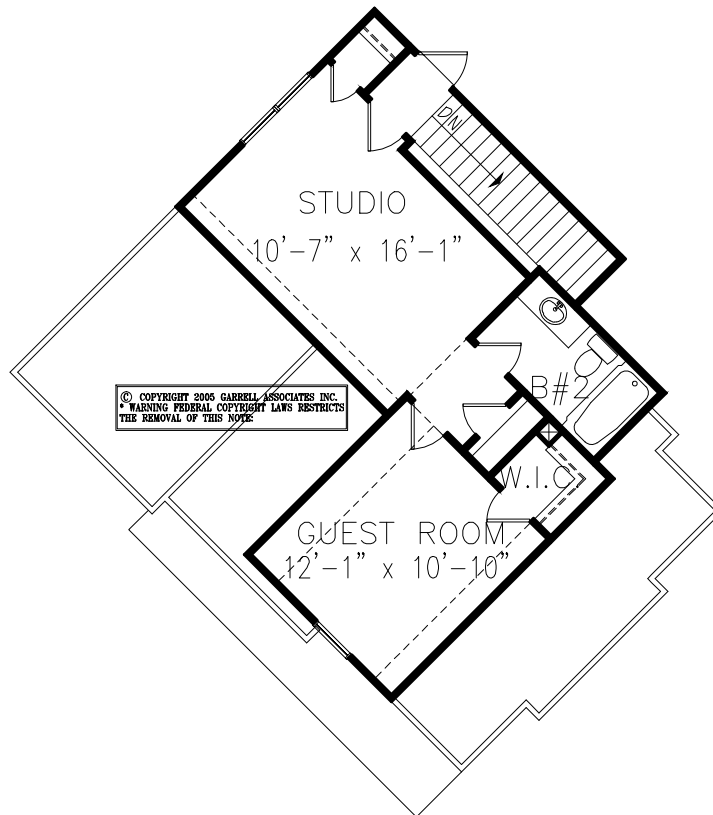 DN
STUDIO
10'-7" x 16'-1"
B#2
© COPYRIGHT 2005 GARRELL ASSOCIATES INC.
* WARNING FEDERAL COPYRIGHT LAWS RESTRICTS
THE REMOVAL OF THIS NOTE:
W.I.C.
GUEST ROOM
12'-1" x 10'-10"